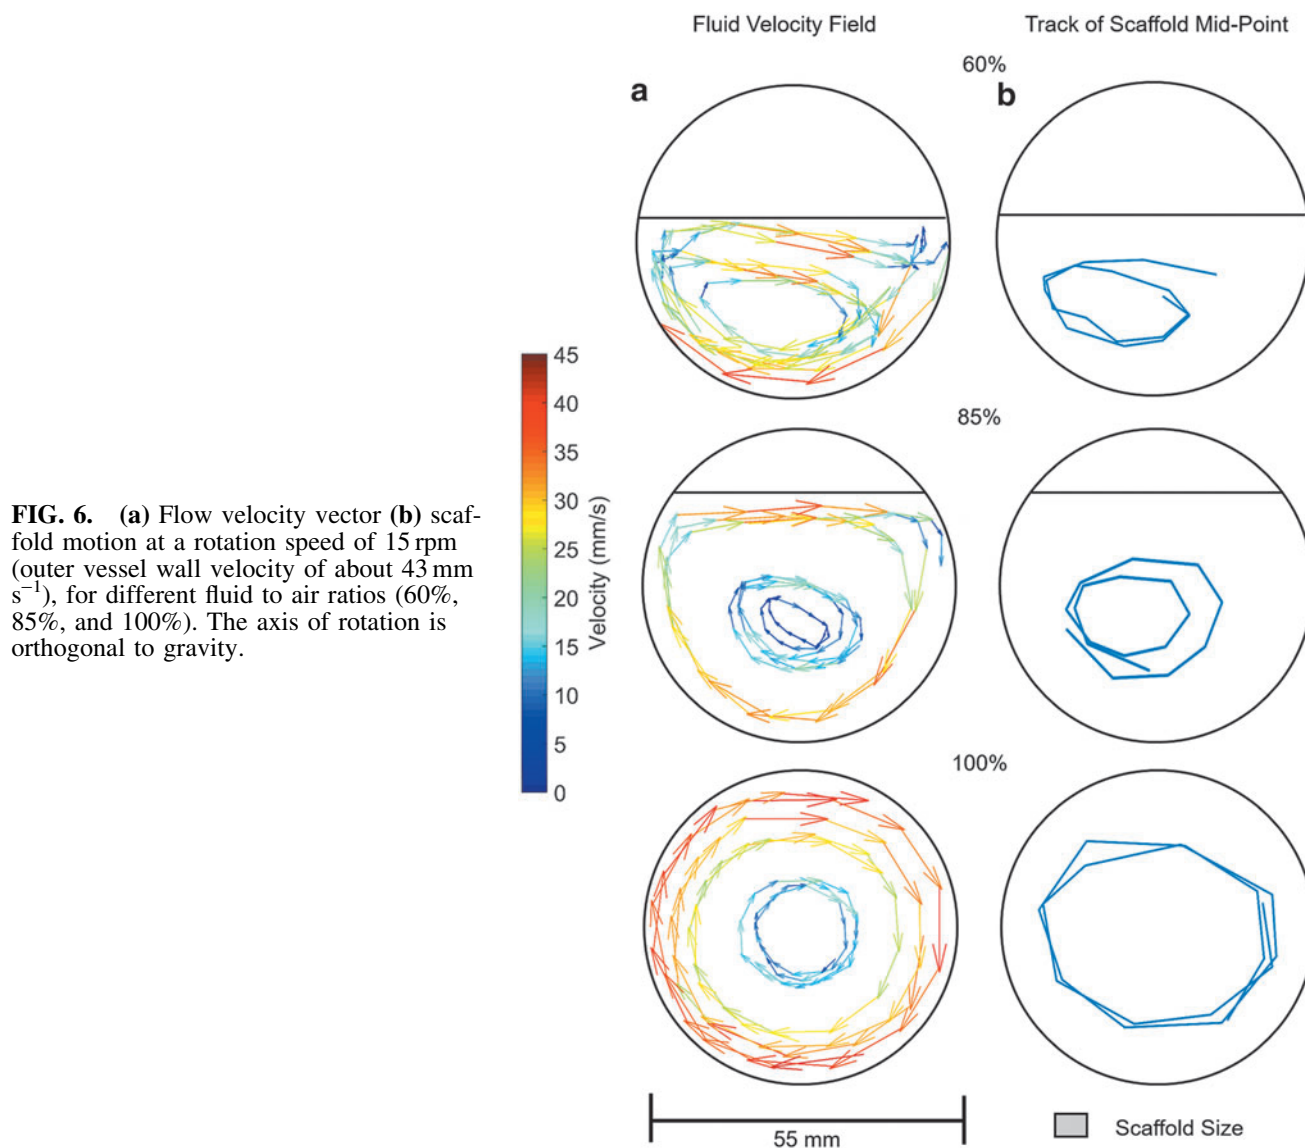 Fluid Velocity Field
Track of Scaffold Mid-Point
60%
a
b
85%
45
40
35
30
25
20
15
10
5
0
Velocity (mm/s)
FIG. 6. (a) Flow velocity vector (b) scaf-
fold motion at a rotation speed of 15 rpm
(outer vessel wall velocity of about 43 mm
s⁻¹), for different fluid to air ratios (60%,
85%, and 100%). The axis of rotation is
orthogonal to gravity.
100%
55 mm
Scaffold Size